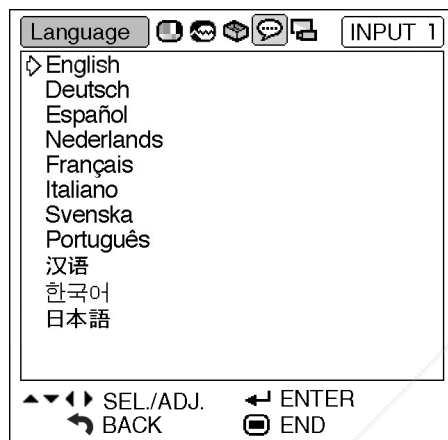 Language INPUT 1
English
Deutsch
Español
Nederlands
Français
Italiano
Svenska
Português
汉语
한국어
日本語
SEL./ADJ. ENTER
BACK END